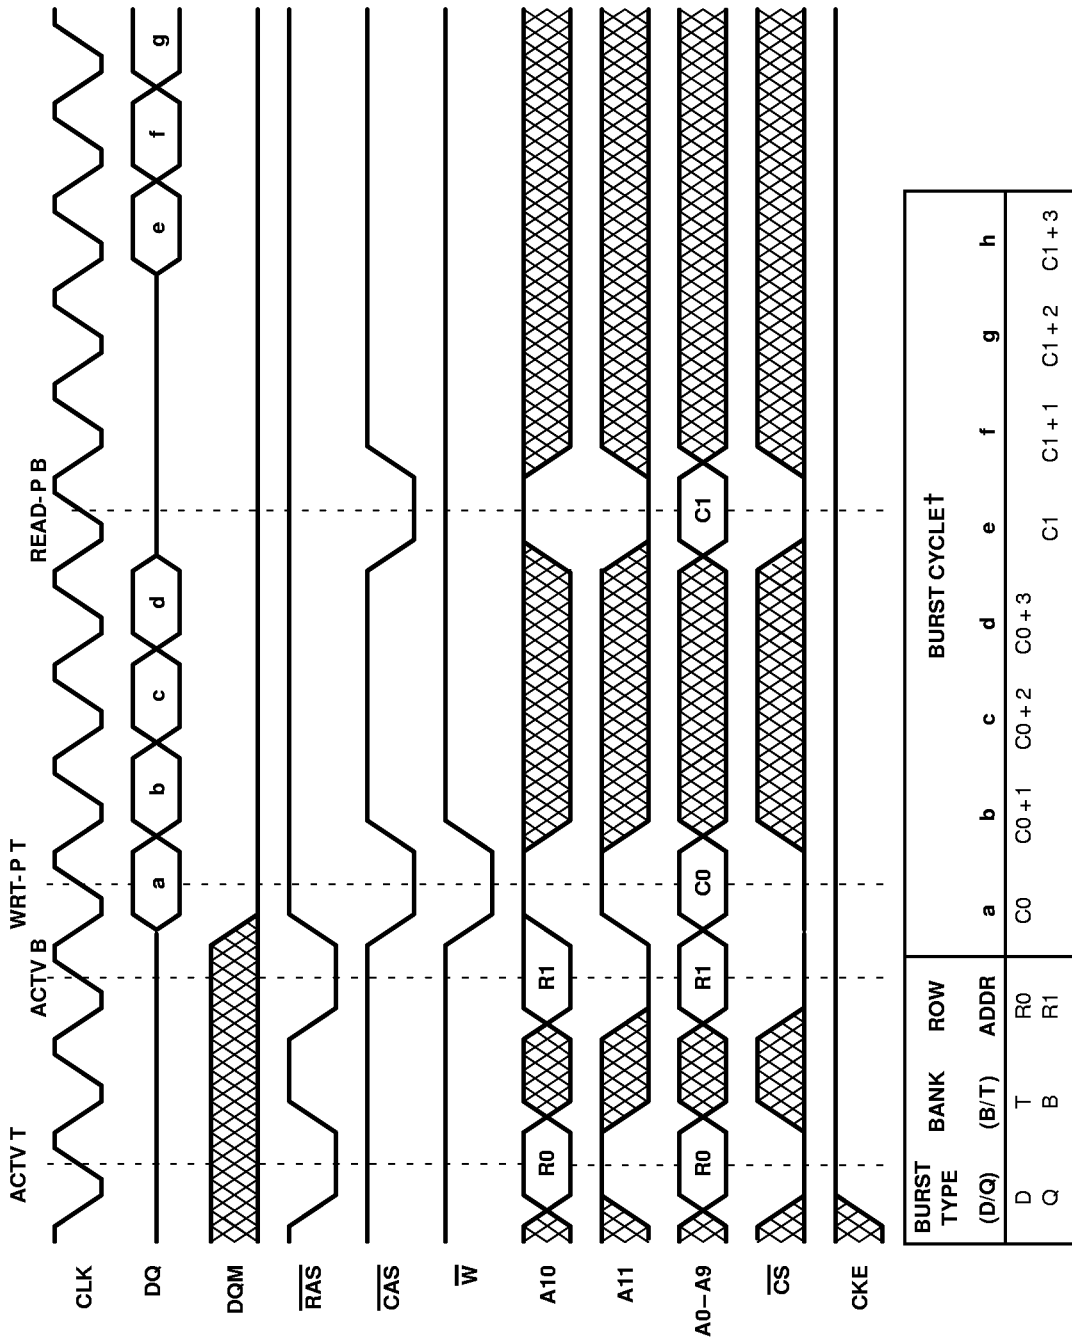 ACTV T ACTV B WRT-P T READ-P B
CLK
DQ a b c d e f g
DQM
RAS
CAS
W
A10 R0 R1
A11
A0–A9 R0 R1 C0 C1
CS
CKE
BURST TYPE (D/Q) BANK (B/T) ROW ADDR BURST CYCLE†
a b c d e f g h
D T R0 C0 C0 + 1 C0 + 2 C0 + 3
Q B R1 C1 C1 + 1 C1 + 2 C1 + 3